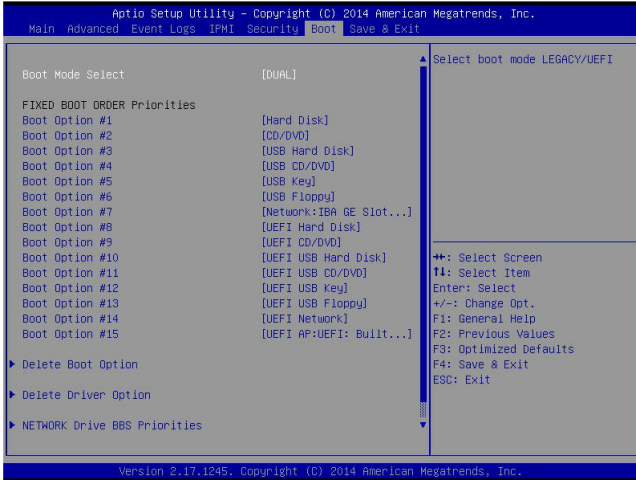 Aptio Setup Utility – Copyright (C) 2014 American Megatrends, Inc.
Main Advanced Event Logs IPMI Security Boot Save & Exit
Boot Mode Select [DUAL]
FIXED BOOT ORDER Priorities
Boot Option #1 [Hard Disk]
Boot Option #2 [CD/DVD]
Boot Option #3 [USB Hard Disk]
Boot Option #4 [USB CD/DVD]
Boot Option #5 [USB Key]
Boot Option #6 [USB Floppy]
Boot Option #7 [Network:IBA GE Slot...]
Boot Option #8 [UEFI Hard Disk]
Boot Option #9 [UEFI CD/DVD]
Boot Option #10 [UEFI USB Hard Disk]
Boot Option #11 [UEFI USB CD/DVD]
Boot Option #12 [UEFI USB Key]
Boot Option #13 [UEFI USB Floppy]
Boot Option #14 [UEFI Network]
Boot Option #15 [UEFI AP:UEFI: Built...]
Delete Boot Option
Delete Driver Option
NETWORK Drive BBS Priorities
Select boot mode LEGACY/UEFI
→←: Select Screen
↑↓: Select Item
Enter: Select
+/-: Change Opt.
F1: General Help
F2: Previous Values
F3: Optimized Defaults
F4: Save & Exit
ESC: Exit
Version 2.17.1245. Copyright (C) 2014 American Megatrends, Inc.